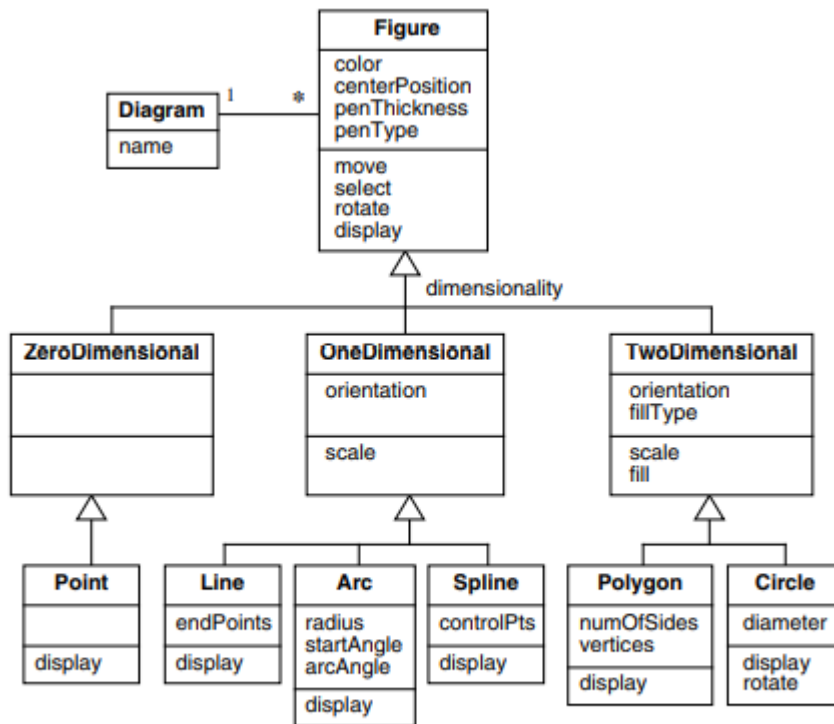 Figure
color
centerPosition
penThickness
penType
move
select
rotate
display
Diagram
name
1
*
dimensionality
ZeroDimensional
OneDimensional
orientation
scale
TwoDimensional
orientation
fillType
scale
fill
Point
display
Line
endPoints
display
Arc
radius
startAngle
arcAngle
display
Spline
controlPts
display
Polygon
numOfSides
vertices
display
Circle
diameter
display
rotate